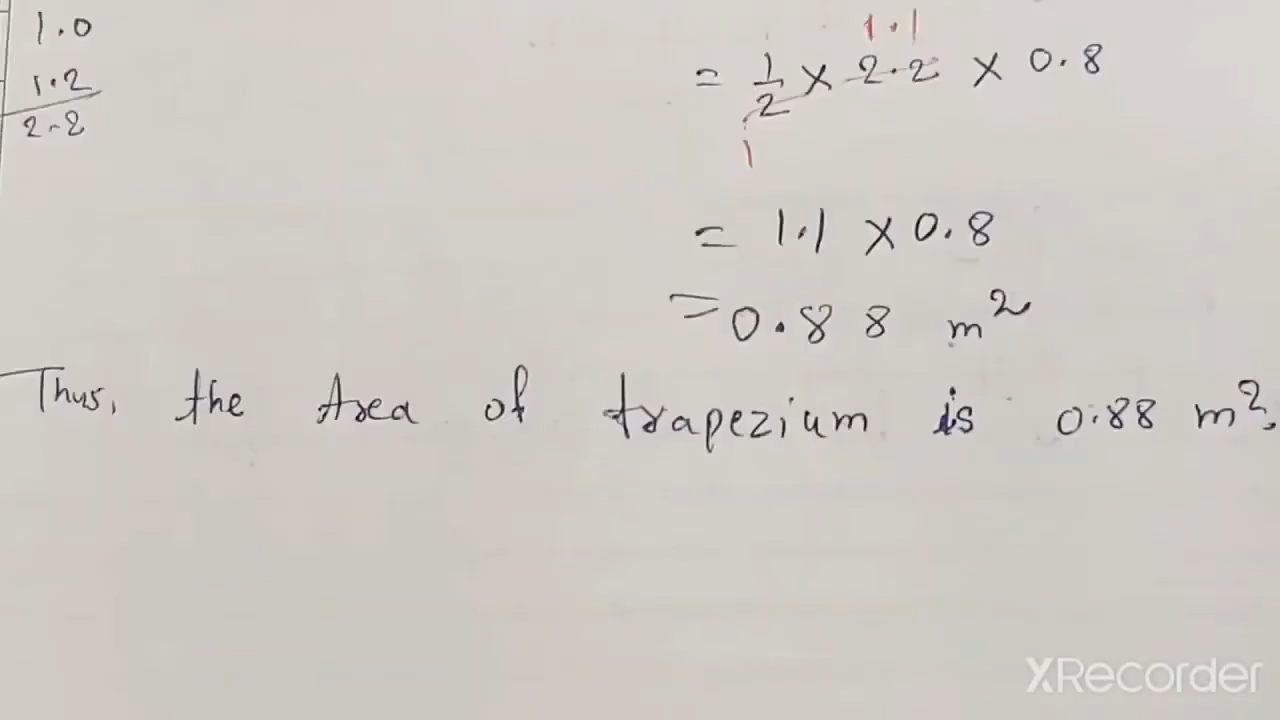 1.0
1.2
2.2
1.1
= 1/2 × 2.2 × 0.8
1
= 1.1 × 0.8
= 0.88 m²
Thus, the Area of trapezium is 0.88 m².
XRecorder